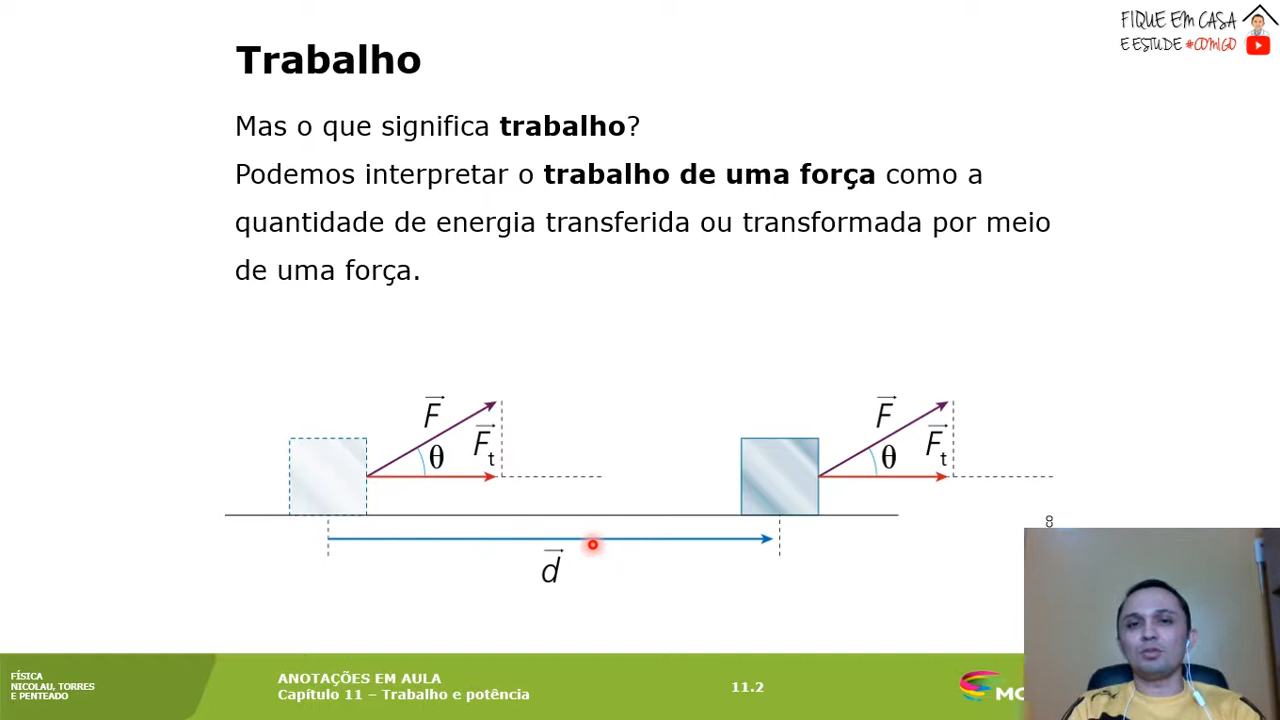 FIQUE EM CASA
E ESTUDE #COMIGO
Trabalho
Mas o que significa trabalho?
Podemos interpretar o trabalho de uma força como a
quantidade de energia transferida ou transformada por meio
de uma força.
F F
θ Ft θ Ft
d
CO
FÍSICA
NICOLAU, TORRES
E PENTEADO
ANOTAÇÕES EM AULA
Capítulo 11 – Trabalho e potência
11.2
MO